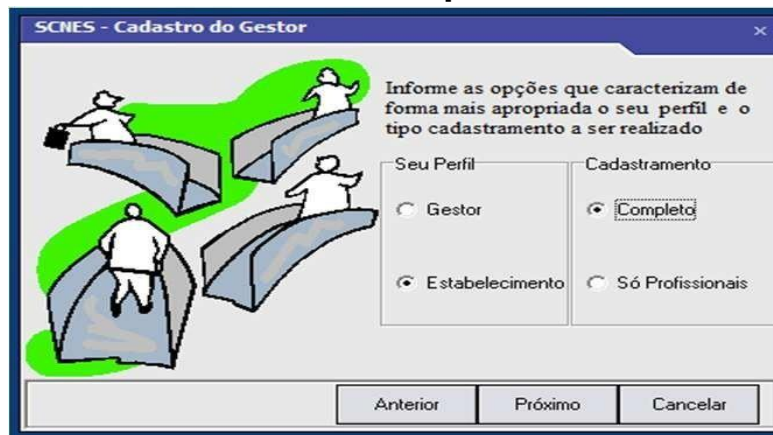 SCNES - Cadastro do Gestor
Informe as opções que caracterizam de
forma mais apropriada o seu perfil e o
tipo cadastramento a ser realizado
Seu Perfil
Gestor
Estabelecimento
Cadastramento
Completo
Só Profissionais
Anterior
Próximo
Cancelar